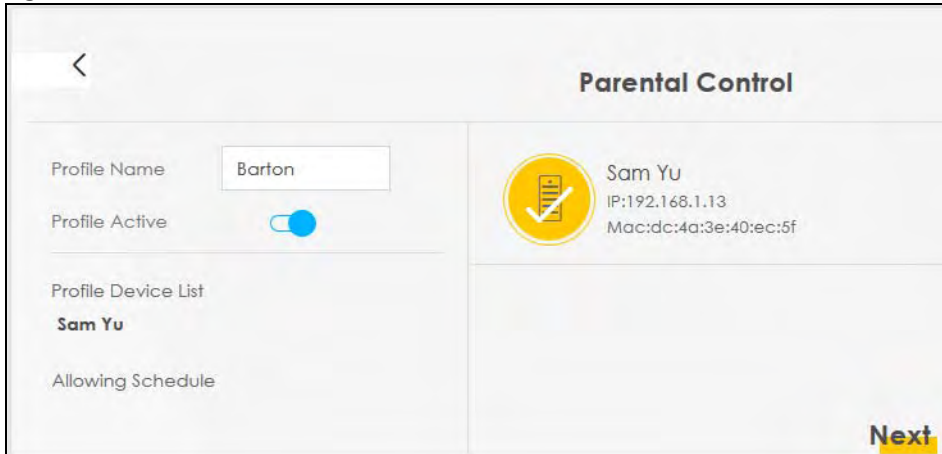 Parental Control
Profile Name
Barton
Profile Active
Profile Device List
Sam Yu
Allowing Schedule
Sam Yu
IP:192.168.1.13
Mac:dc:4a:3e:40:ec:5f
Next